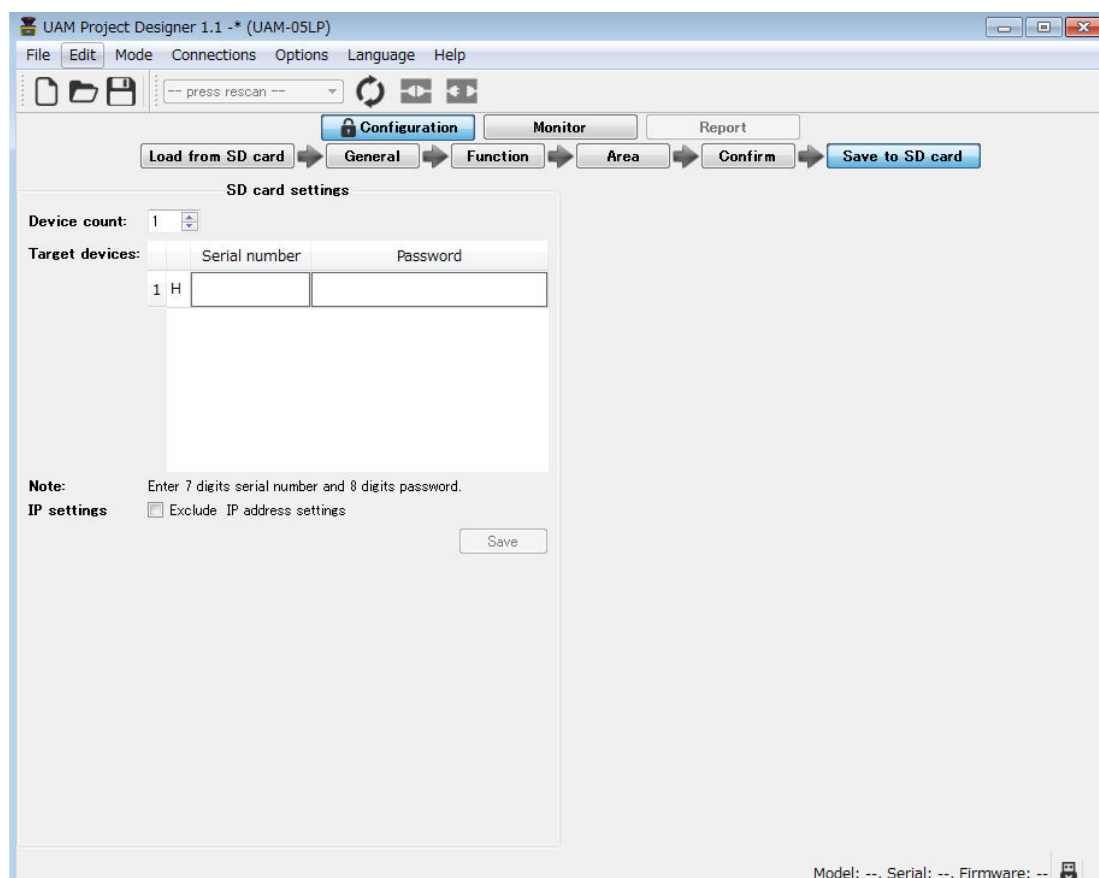 UAM Project Designer 1.1 -* (UAM-05LP)
File Edit Mode Connections Options Language Help
-- press rescan --
Configuration Monitor Report
Load from SD card General Function Area Confirm Save to SD card
SD card settings
Device count: 1
Target devices: Serial number Password
1 H
Note: Enter 7 digits serial number and 8 digits password.
IP settings Exclude IP address settings
Save
Model: --, Serial: --, Firmware: --